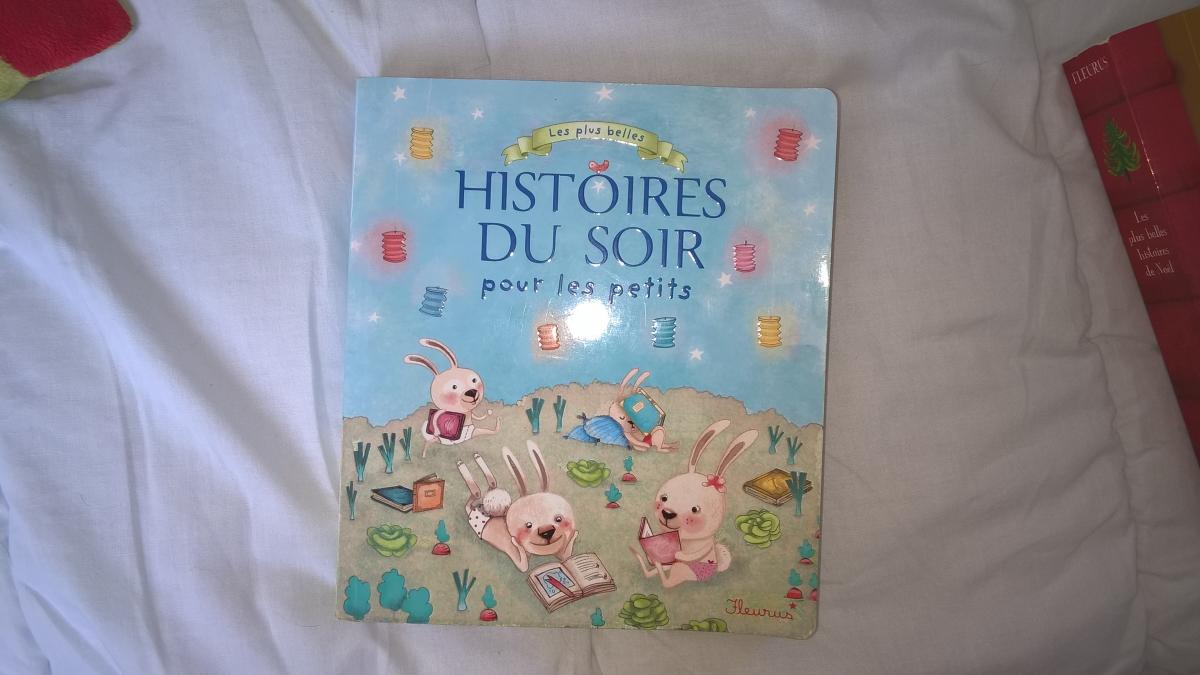 Les plus belles
HISTOIRES
DU SOIR
pour les petits
Fleurus
FLEURUS
Les
plus belles
histoires
de Noël